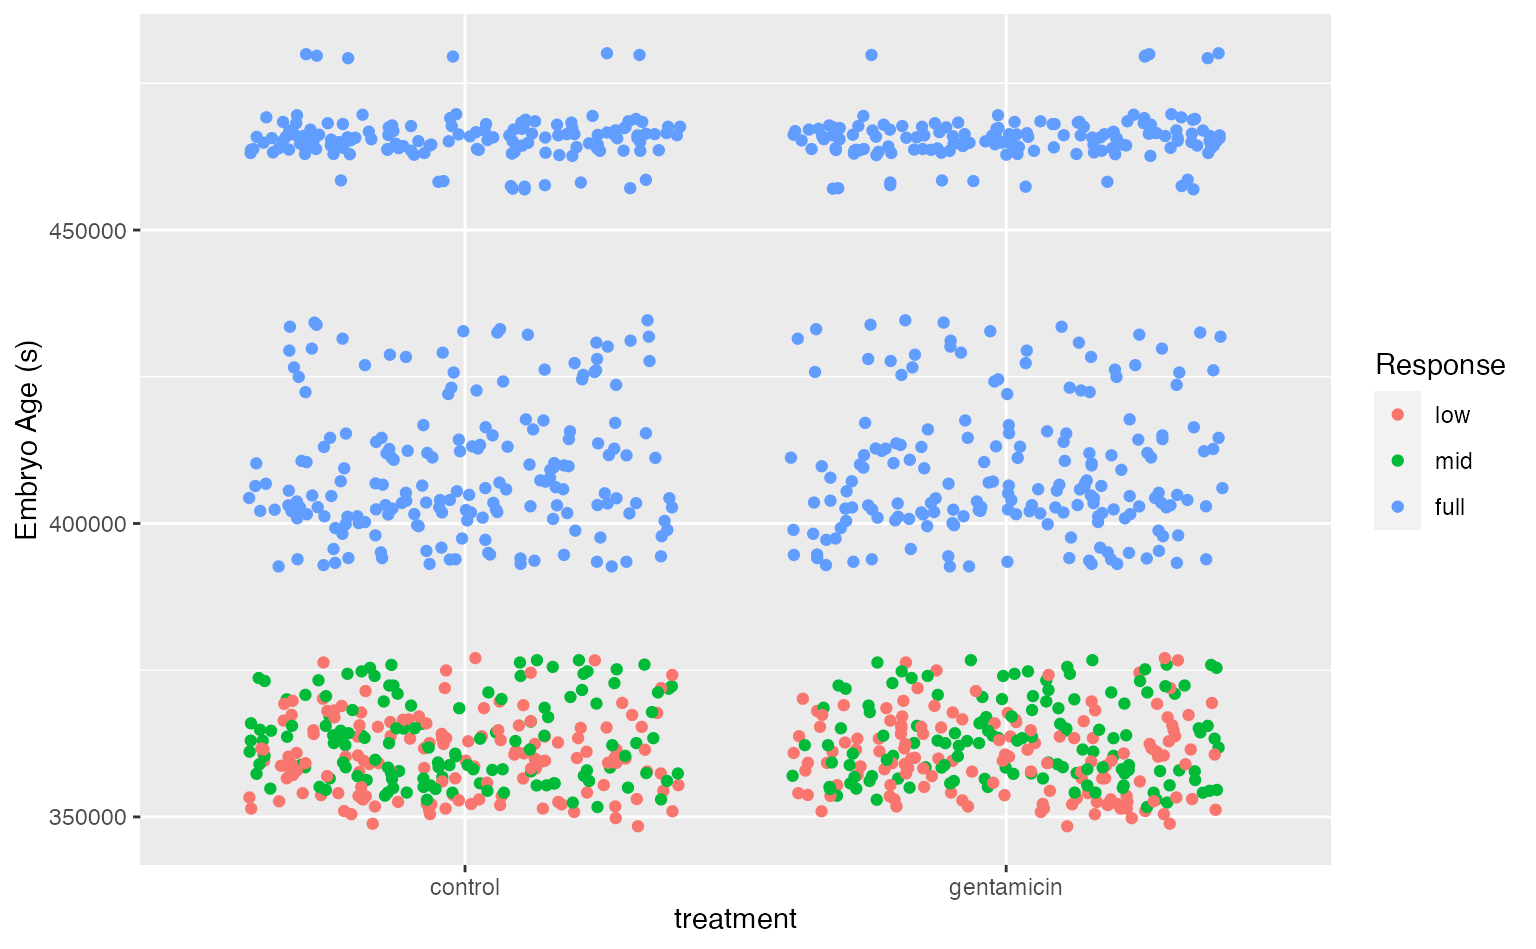 Embryo Age (s)
450000
400000
350000
control
gentamicin
treatment
Response
low
mid
full